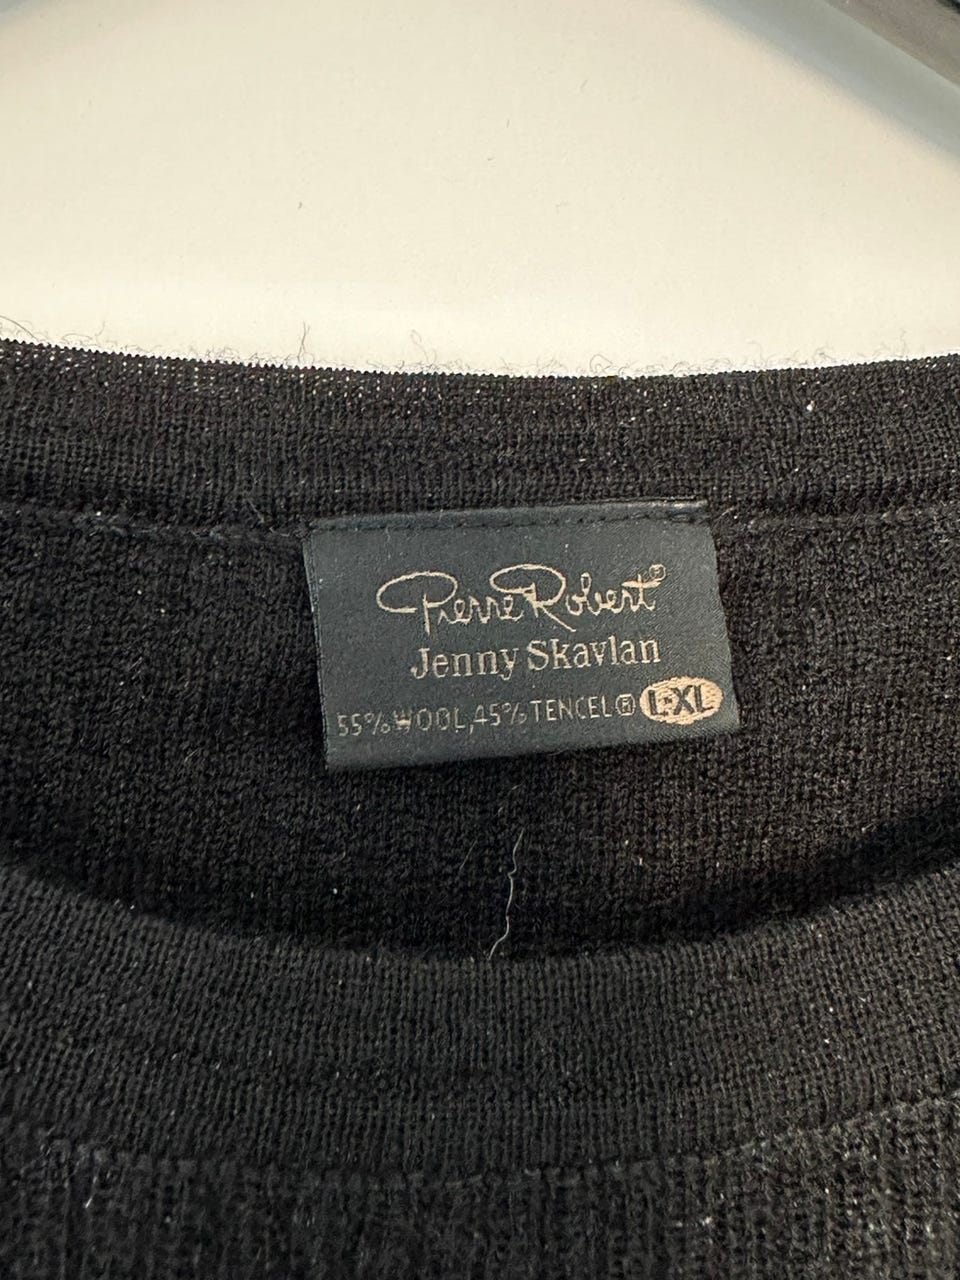 Pierre Robert®
Jenny Skavlan
55% WOOL, 45% TENCEL® L-XL